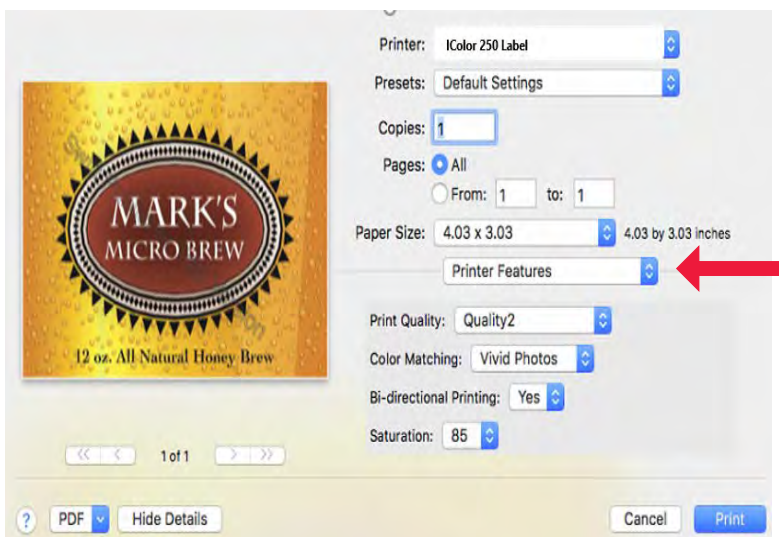 Printer: IColor 250 Label
Presets: Default Settings
Copies: 1
Pages: All
From: 1 to: 1
Paper Size: 4.03 x 3.03 4.03 by 3.03 inches
Printer Features
Print Quality: Quality2
Color Matching: Vivid Photos
Bi-directional Printing: Yes
Saturation: 85
MARK'S
MICRO BREW
12 oz. All Natural Honey Brew
<< < 1 of 1 > >>
? PDF Hide Details Cancel Print